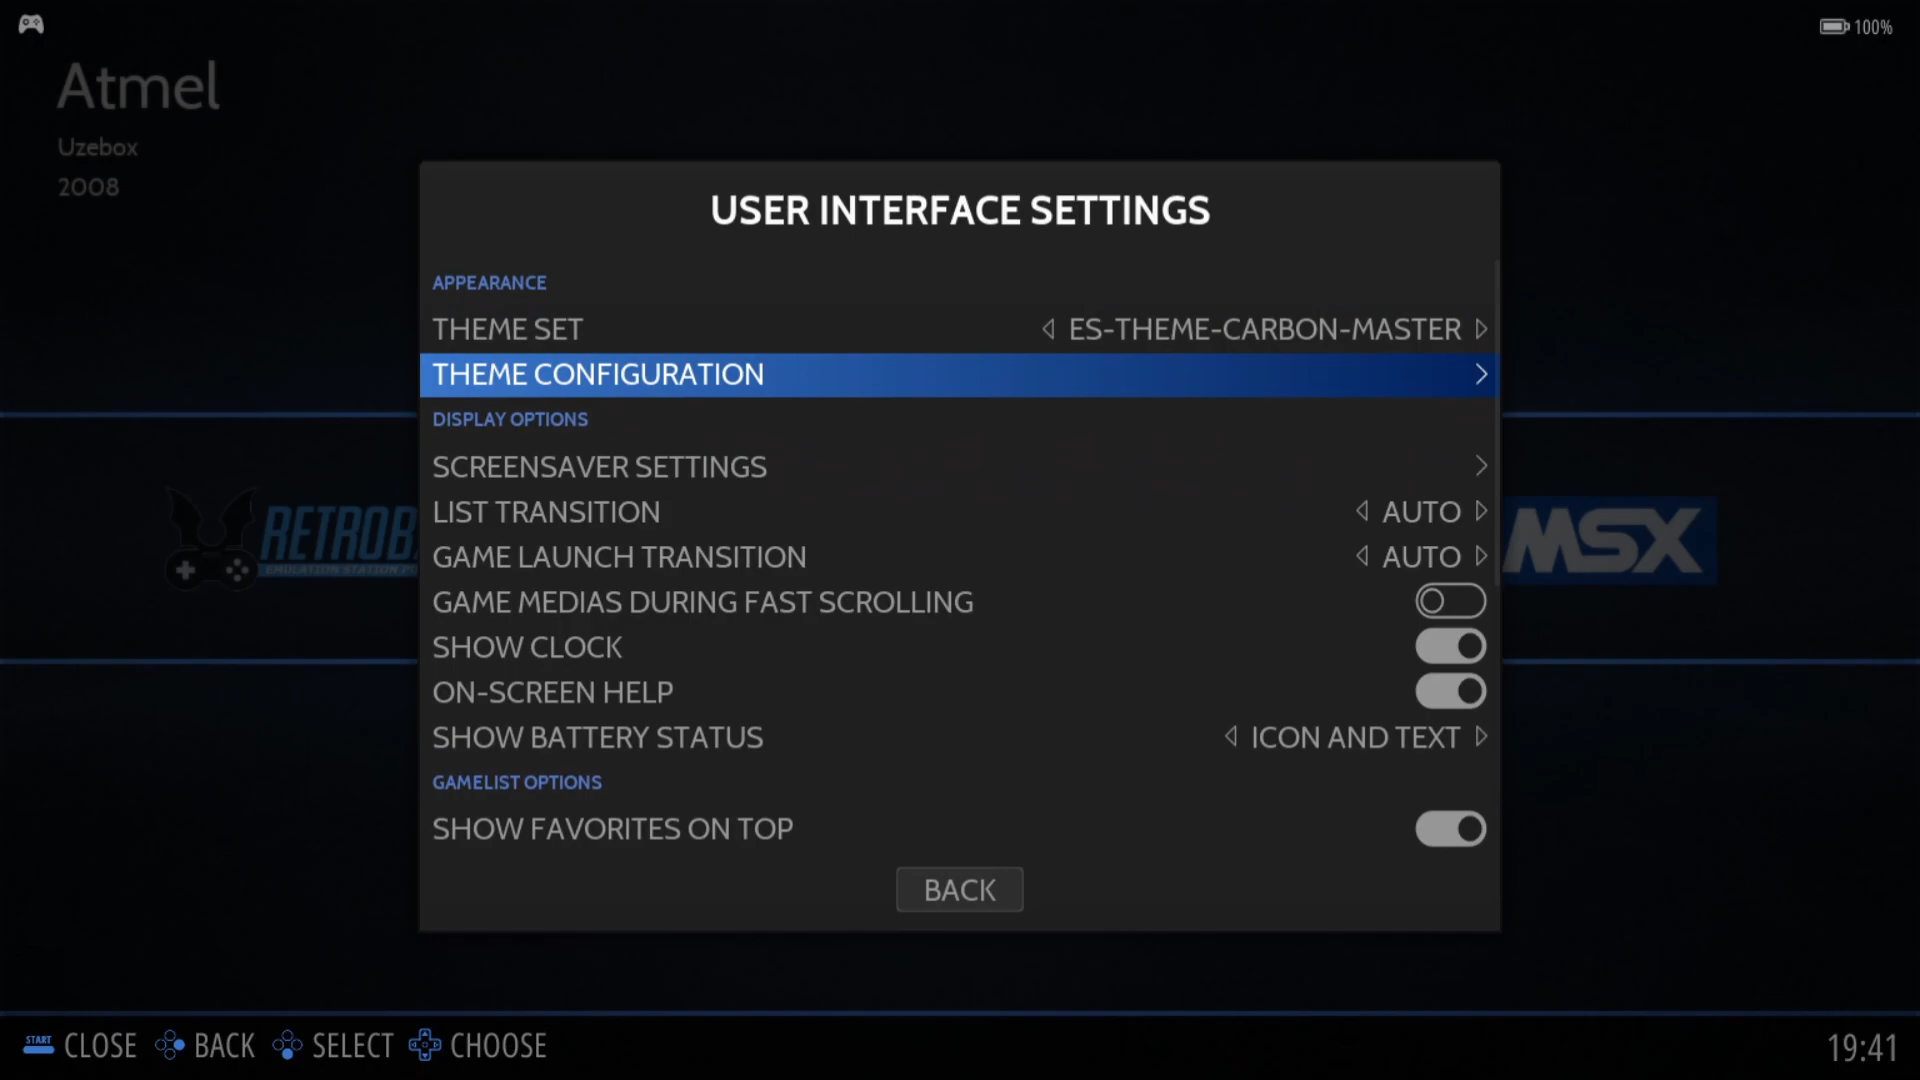 100%
Atmel
Uzebox
2008
USER INTERFACE SETTINGS
APPEARANCE
THEME SET ES-THEME-CARBON-MASTER
THEME CONFIGURATION
DISPLAY OPTIONS
SCREENSAVER SETTINGS
LIST TRANSITION AUTO
GAME LAUNCH TRANSITION AUTO
GAME MEDIAS DURING FAST SCROLLING
SHOW CLOCK
ON-SCREEN HELP
SHOW BATTERY STATUS ICON AND TEXT
GAMELIST OPTIONS
SHOW FAVORITES ON TOP
BACK
RETROB
EMULATION STATION
MSX
START CLOSE BACK SELECT CHOOSE
19:41